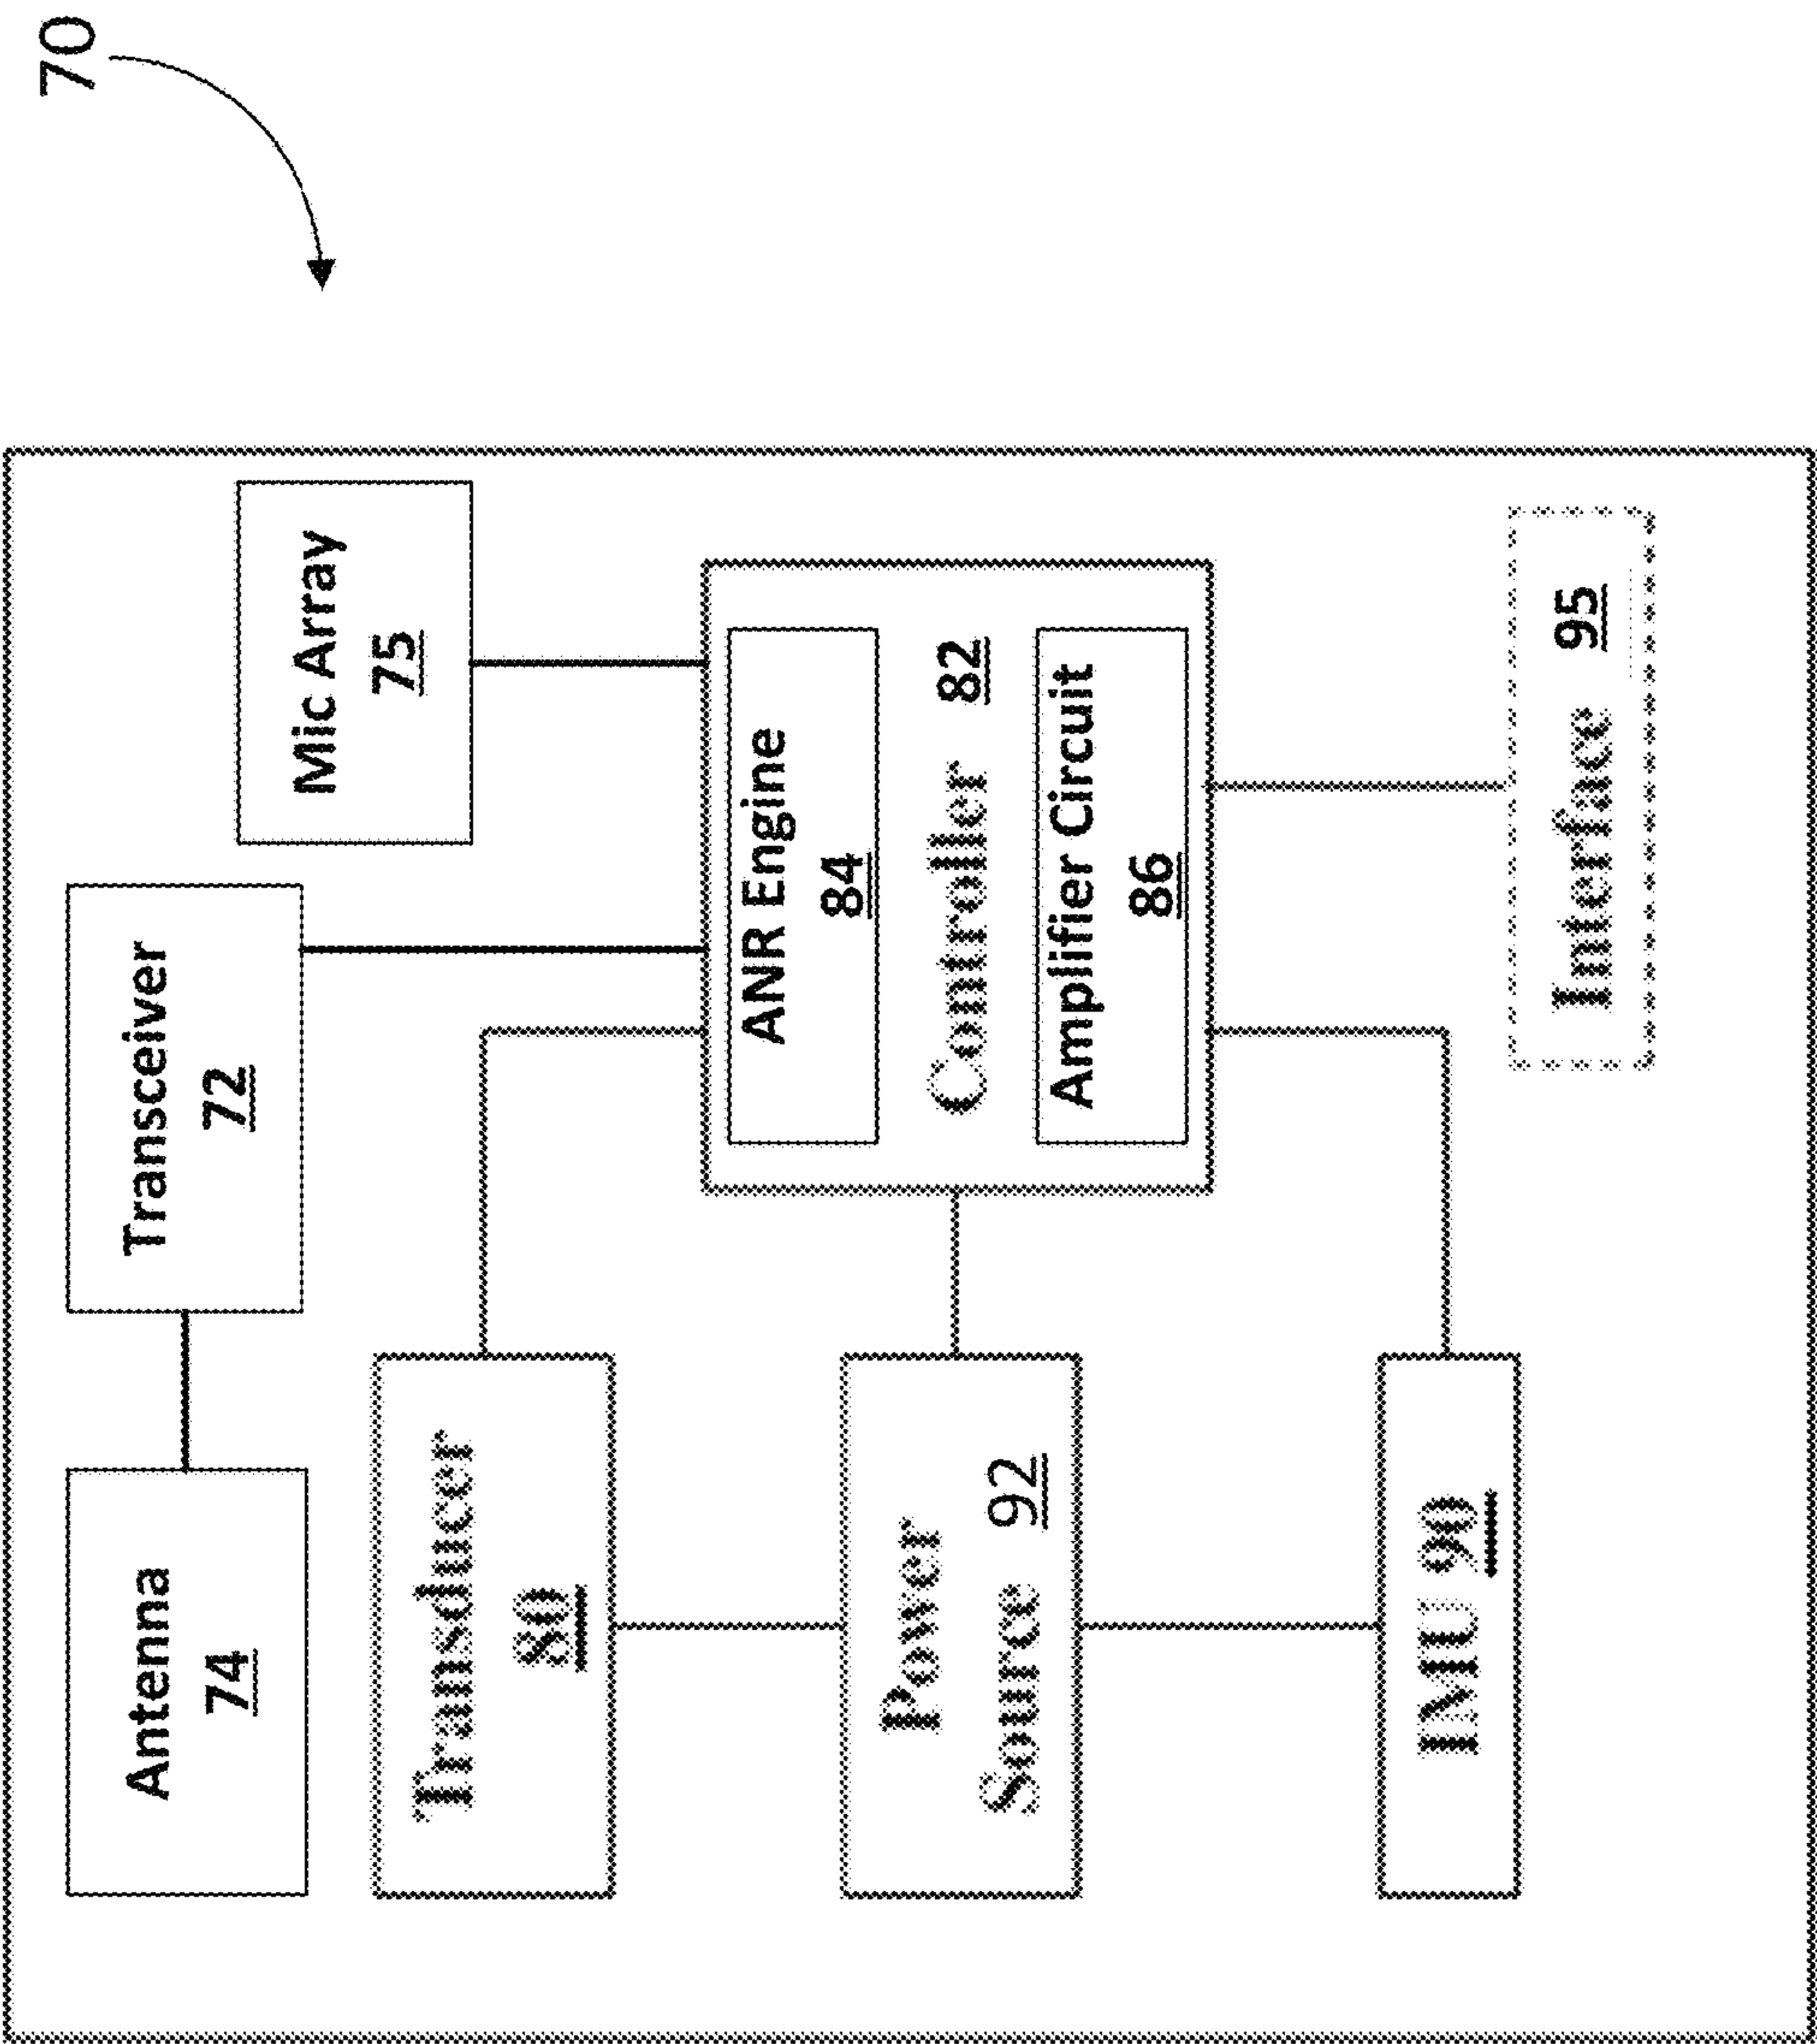 70
Antenna
74
Transceiver
72
Mic Array
75
Transducer
80
ANR Engine
84
Controller 82
Amplifier Circuit
86
Power
Source 92
IMU 90
Interface 95